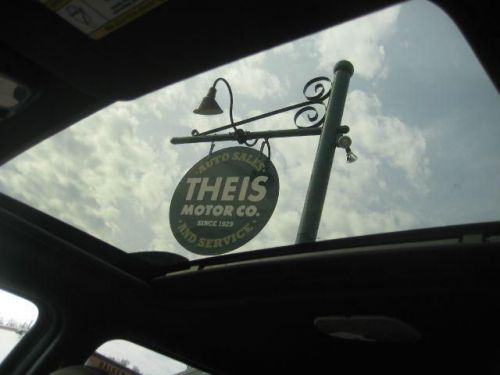 AUTO SALES
THEIS
MOTOR CO.
SINCE 1929
AND SERVICE